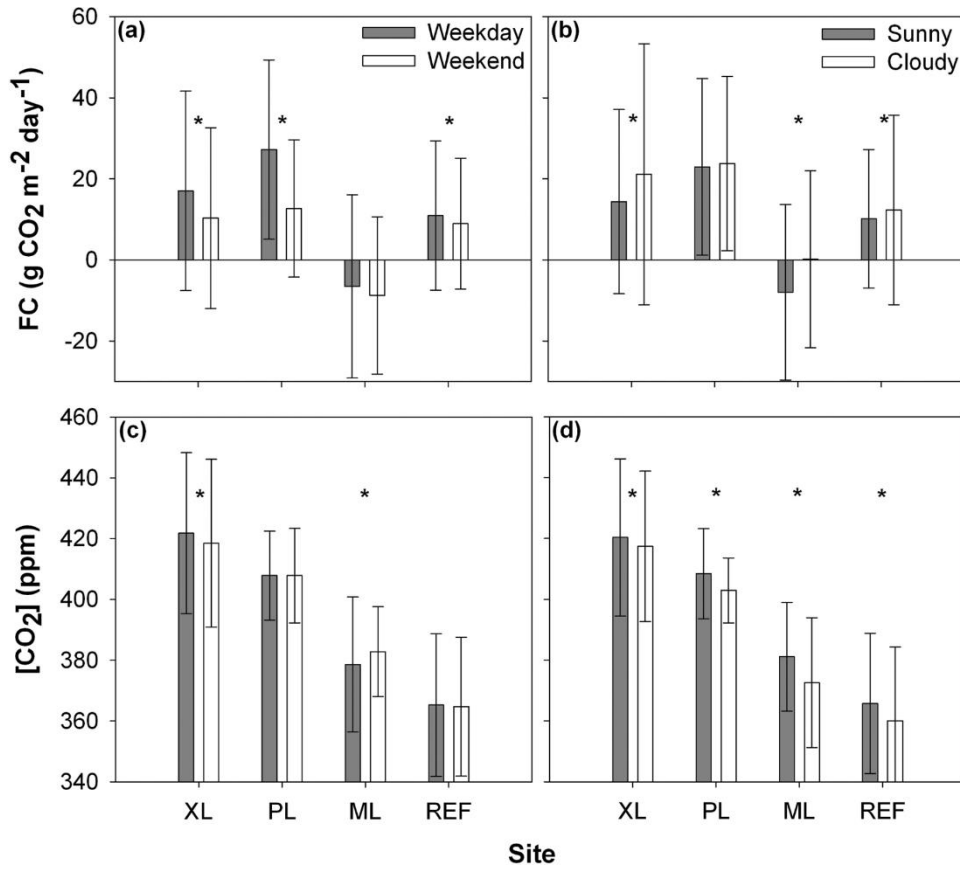 FC (g CO2 m-2 day-1)
60
40
20
0
-20
(a)
Weekday
Weekend
*
*
*
(b)
Sunny
Cloudy
*
*
*
[CO2] (ppm)
460
440
420
400
380
360
340
(c)
*
*
(d)
*
*
*
*
XL PL ML REF
XL PL ML REF
Site